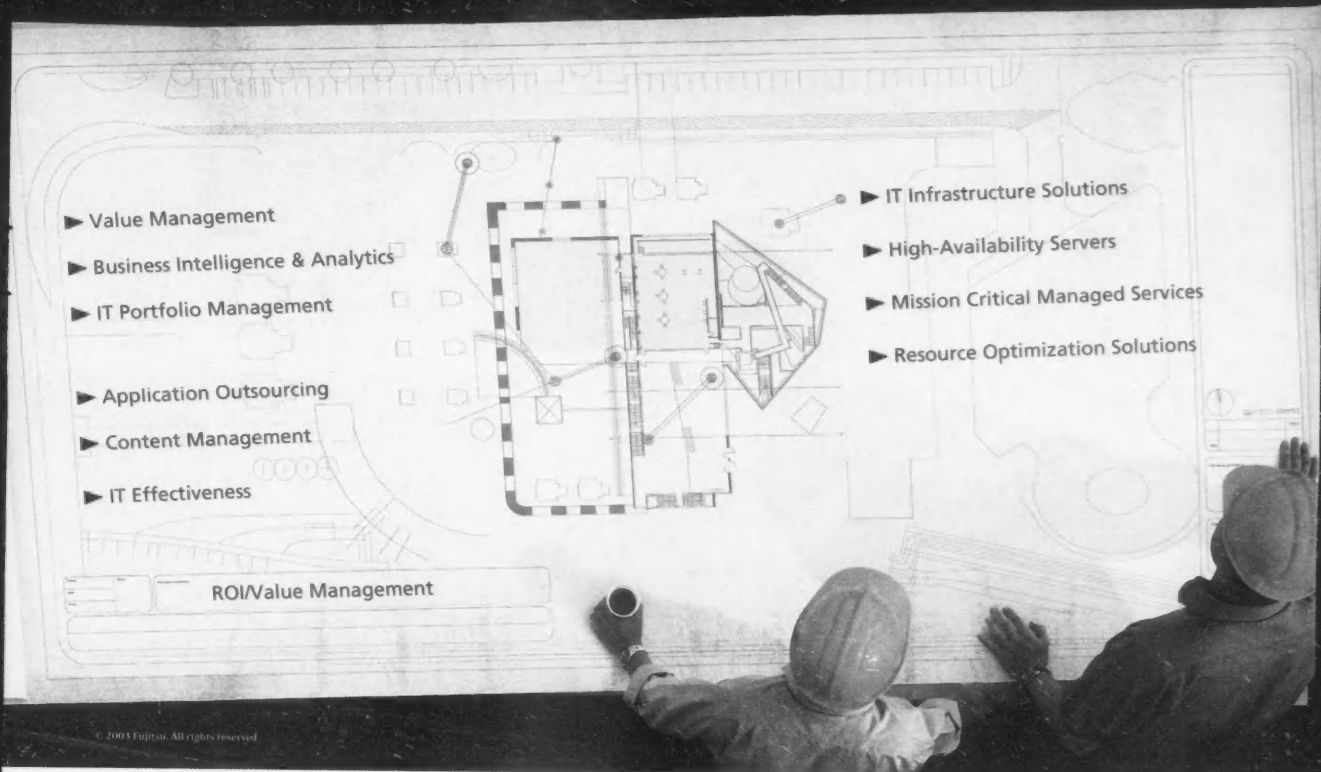 Value Management
Business Intelligence & Analytics
IT Portfolio Management
Application Outsourcing
Content Management
IT Effectiveness
IT Infrastructure Solutions
High-Availability Servers
Mission Critical Managed Services
Resource Optimization Solutions
ROI/Value Management
© 2003 Fujitsu. All rights reserved.